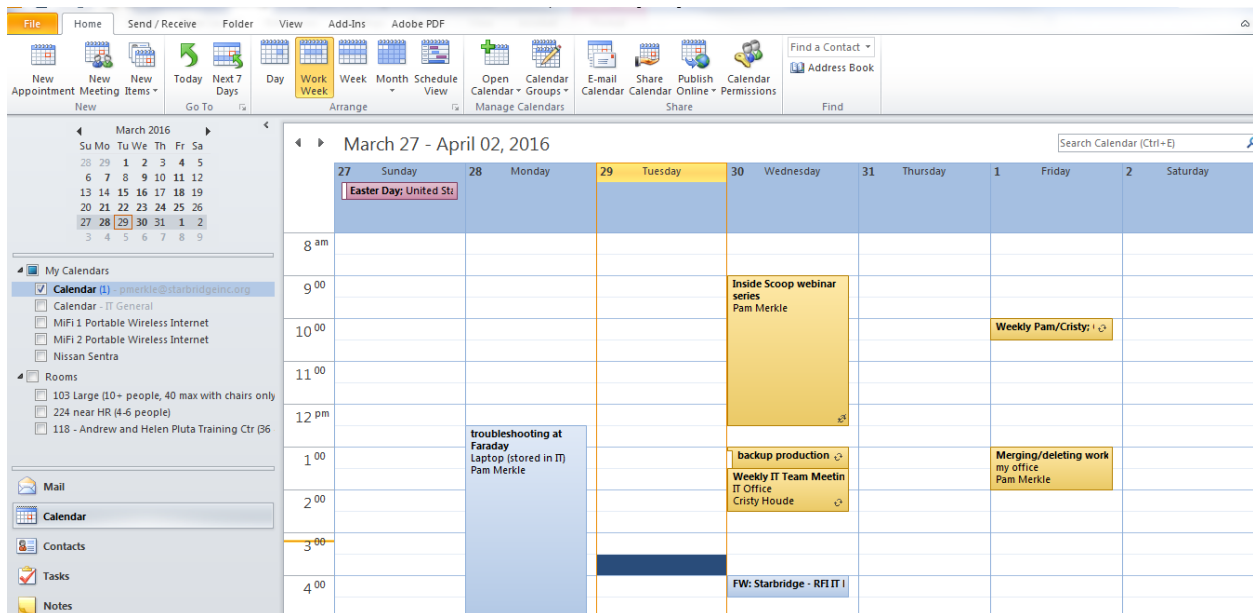 File Home Send / Receive Folder View Add-Ins Adobe PDF
New Appointment
New Meeting
New Items
New
Today
Next 7 Days
Go To
Day
Work Week
Week
Month
Schedule View
Arrange
Open Calendar
Calendar Groups
Manage Calendars
E-mail Calendar
Share Calendar
Publish Online
Calendar Permissions
Share
Find a Contact
Address Book
Find
March 2016
Su Mo Tu We Th Fr Sa
28 29 1 2 3 4 5
6 7 8 9 10 11 12
13 14 15 16 17 18 19
20 21 22 23 24 25 26
27 28 29 30 31 1 2
3 4 5 6 7 8 9
My Calendars
Calendar (1) - pmerkle@starbridgeinc.org
Calendar - IT General
MiFi 1 Portable Wireless Internet
MiFi 2 Portable Wireless Internet
Nissan Sentra
Rooms
103 Large (10+ people, 40 max with chairs only
224 near HR (4-6 people)
118 - Andrew and Helen Pluta Training Ctr (36
Mail
Calendar
Contacts
Tasks
Notes
March 27 - April 02, 2016
Search Calendar (Ctrl+E)
27 Sunday 28 Monday 29 Tuesday 30 Wednesday 31 Thursday 1 Friday 2 Saturday
Easter Day; United Sta
8 am
9 00
10 00
11 00
12 pm
1 00
2 00
3 00
4 00
troubleshooting at
Faraday
Laptop (stored in IT)
Pam Merkle
Inside Scoop webinar
series
Pam Merkle
backup production
Weekly IT Team Meetin
IT Office
Cristy Houde
FW: Starbridge - RFI IT
Weekly Pam/Cristy;
Merging/deleting work
my office
Pam Merkle